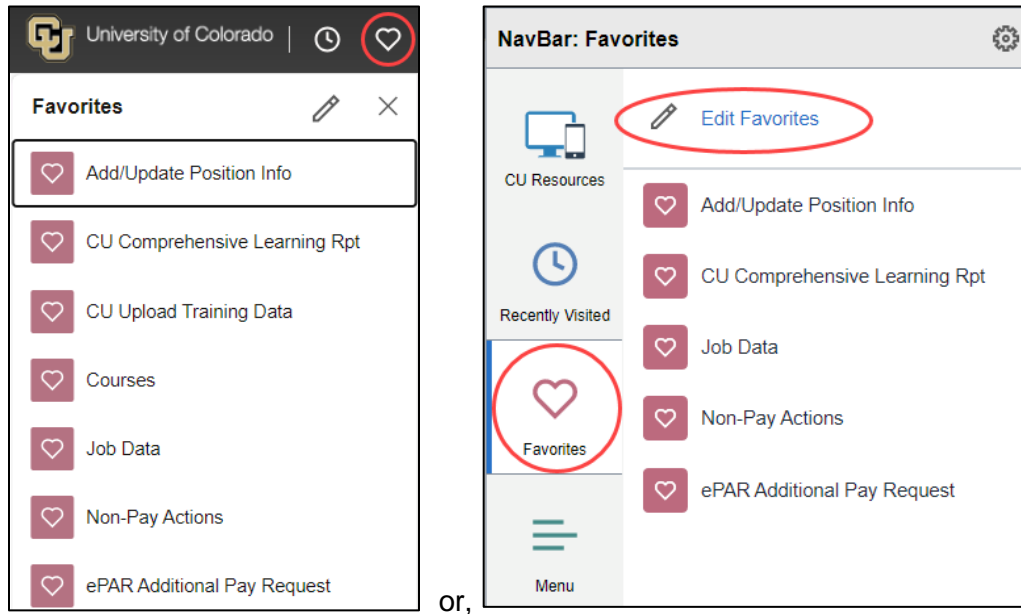 University of Colorado |
Favorites
Add/Update Position Info
CU Comprehensive Learning Rpt
CU Upload Training Data
Courses
Job Data
Non-Pay Actions
ePAR Additional Pay Request
or,
NavBar: Favorites
CU Resources
Recently Visited
Favorites
Menu
Edit Favorites
Add/Update Position Info
CU Comprehensive Learning Rpt
Job Data
Non-Pay Actions
ePAR Additional Pay Request